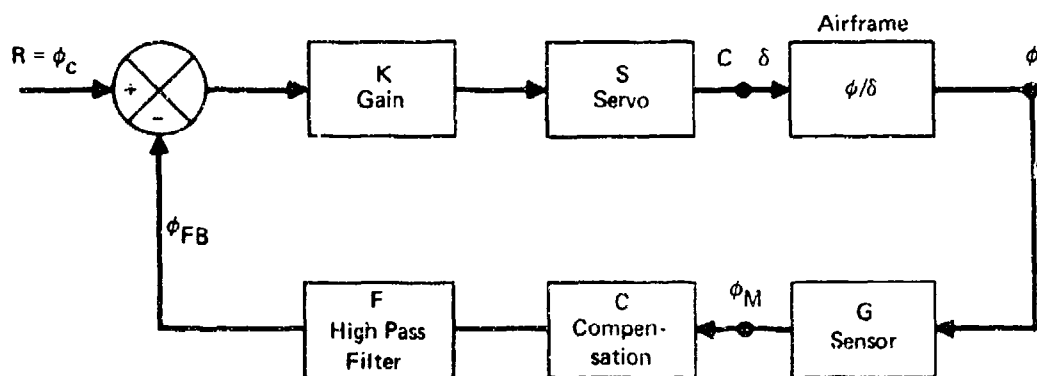 Airframe
R = ϕc
+
−
K
Gain
S
Servo
C δ
ϕ/δ
ϕ
ϕFB
F
High Pass
Filter
C
Compen-
sation
ϕM
G
Sensor